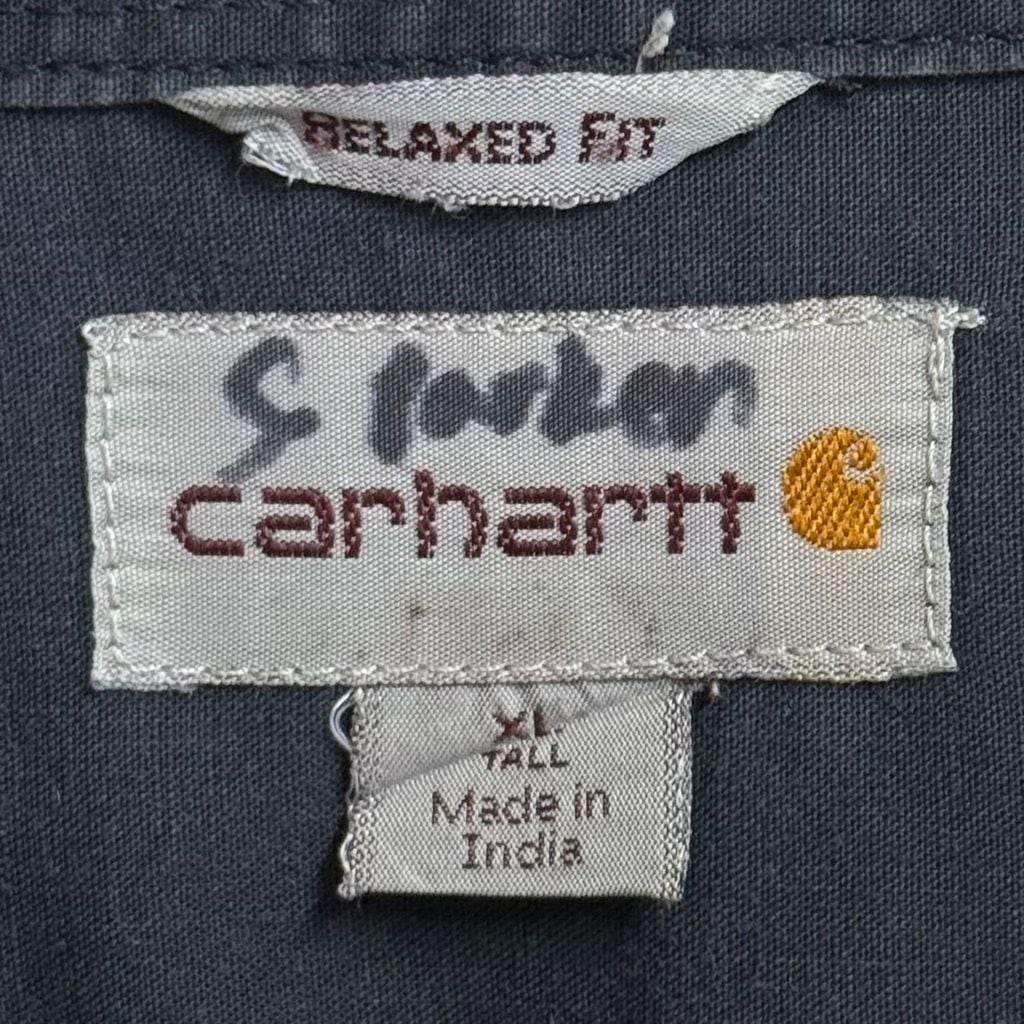 RELAXED FIT
carhartt
XL
TALL
Made in
India